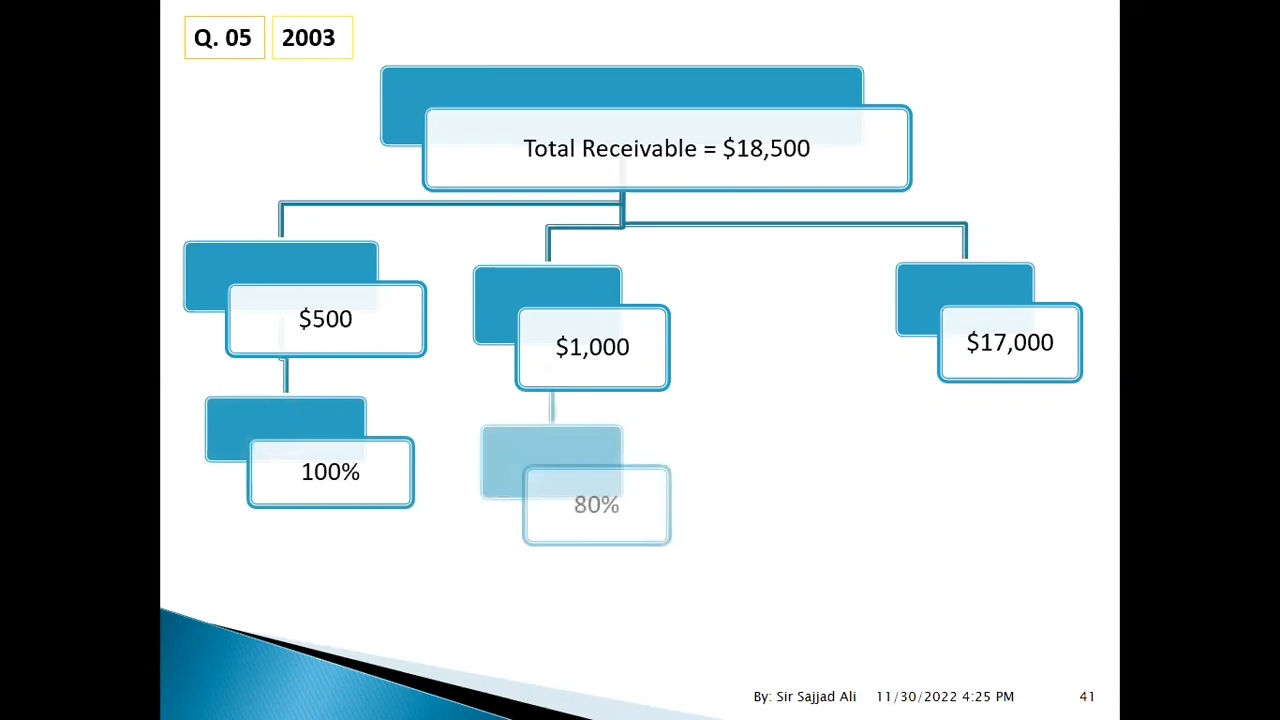 Q. 05 2003
Total Receivable = $18,500
$500
$1,000
$17,000
100%
80%
By: Sir Sajjad Ali 11/30/2022 4:25 PM 41